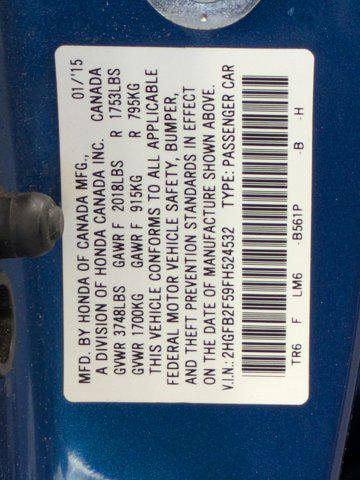 MFD. BY HONDA OF CANADA MFG., 01/'15
A DIVISION OF HONDA CANADA INC. CANADA
GVWR 3748LBS GAWR F 2018LBS R 1753LBS
GVWR 1700KG GAWR F 915KG R 795KG
THIS VEHICLE CONFORMS TO ALL APPLICABLE
FEDERAL MOTOR VEHICLE SAFETY, BUMPER,
AND THEFT PREVENTION STANDARDS IN EFFECT
ON THE DATE OF MANUFACTURE SHOWN ABOVE.
V.I.N.: 2HGFB2F59FH524532 TYPE: PASSENGER CAR
TR6 F LM6 -B561P -B -H